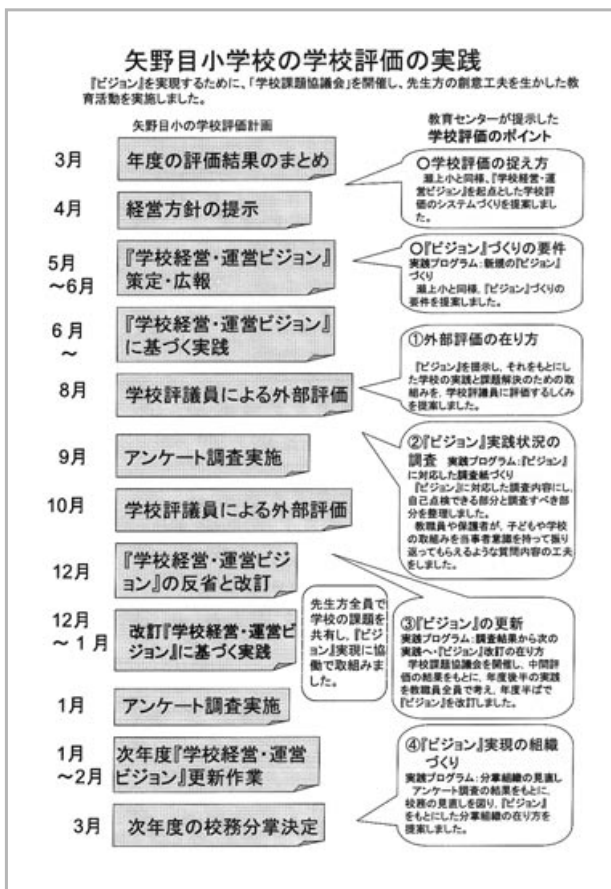 矢野目小学校の学校評価の実践
『ビジョン』を実現するために、「学校課題協議会」を開催し、先生方の創意工夫を生かした教
育活動を実施しました。
矢野目小の学校評価計画
3月
年度の評価結果のまとめ
4月
経営方針の提示
5月
～6月
『学校経営・運営ビジョン』
策定・広報
6月
～
『学校経営・運営ビジョン』
に基づく実践
8月
学校評議員による外部評価
9月
アンケート調査実施
10月
学校評議員による外部評価
12月
『学校経営・運営ビジ
ョン』の反省と改訂
12月
～1月
改訂『学校経営・運営ビ
ジョン』に基づく実践
1月
アンケート調査実施
1月
～2月
次年度『学校経営・運営
ビジョン』更新作業
3月
次年度の校務分掌決定
先生方全員で
学校の課題を
共有し、『ビジ
ョン』実現に協
働で取組みま
した。
教育センターが提示した
学校評価のポイント
〇学校評価の捉え方
瀬上小と同様、『学校経営・運
営ビジョン』を起点とした学校評
価のシステムづくりを提案しまし
た。
〇『ビジョン』づくりの要件
実践プログラム：新規の『ビジョン』
づくり
瀬上小と同様、『ビジョン』づくりの
要件を提案しました。
①外部評価の在り方
『ビジョン』を提示し、それをもとに
した学校の実践と課題解決のための取
組みを、学校評議員に評価するしくみ
を提案しました。
②『ビジョン』実践状況の
調査 実践プログラム：『ビジョン』
に対応した調査紙づくり
『ビジョン』に対応した調査内容にし、
自己点検できる部分と調査すべき部
分を整理しました。
教職員や保護者が、子どもや学校
の取組みを当事者意識を持って振り
返ってもらえるような質問内容の工夫
をしました。
③『ビジョン』の更新
実践プログラム：調査結果から次の
実践へ・『ビジョン』改訂の在り方
学校課題協議会を開催し、中間評
価の結果をもとに、年度後半の実践
を教職員全員で考え、年度半ばで
『ビジョン』を改訂しました。
④『ビジョン』実現の組織
づくり
実践プログラム：分掌組織の見直し
アンケート調査の結果をもとに、
校務の見直しを図り、『ビジョン』
をもとにした分掌組織の在り方を
提案しました。